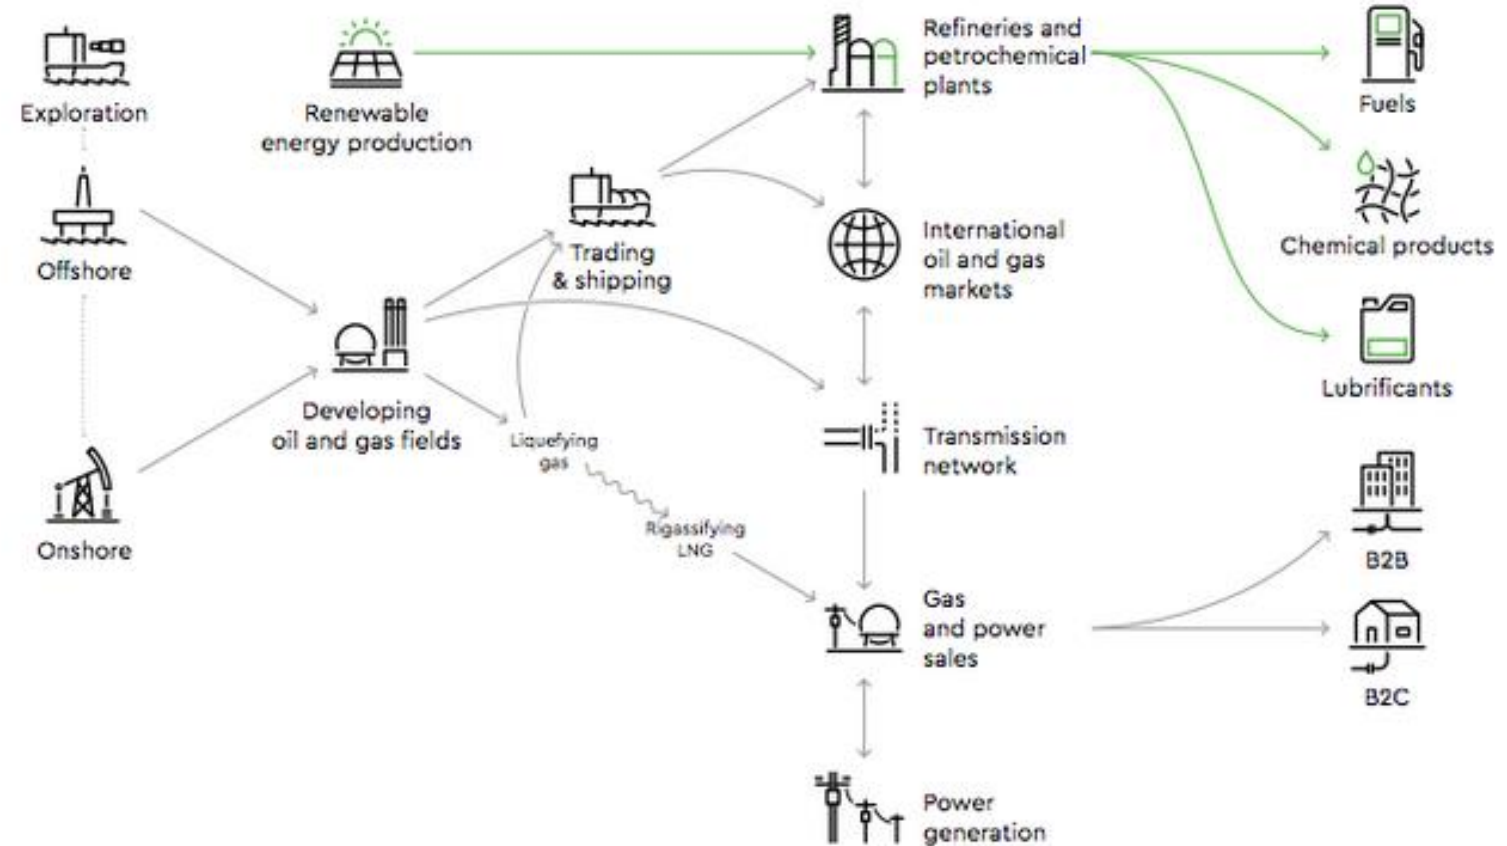 Exploration
Renewable
energy production
Refineries and
petrochemical
plants
Fuels
Offshore
Trading
& shipping
International
oil and gas
markets
Chemical products
Developing
oil and gas fields
Lubrificants
Liquefying
gas
Transmission
network
Onshore
Rigassifying
LNG
B2B
Gas
and power
sales
B2C
Power
generation